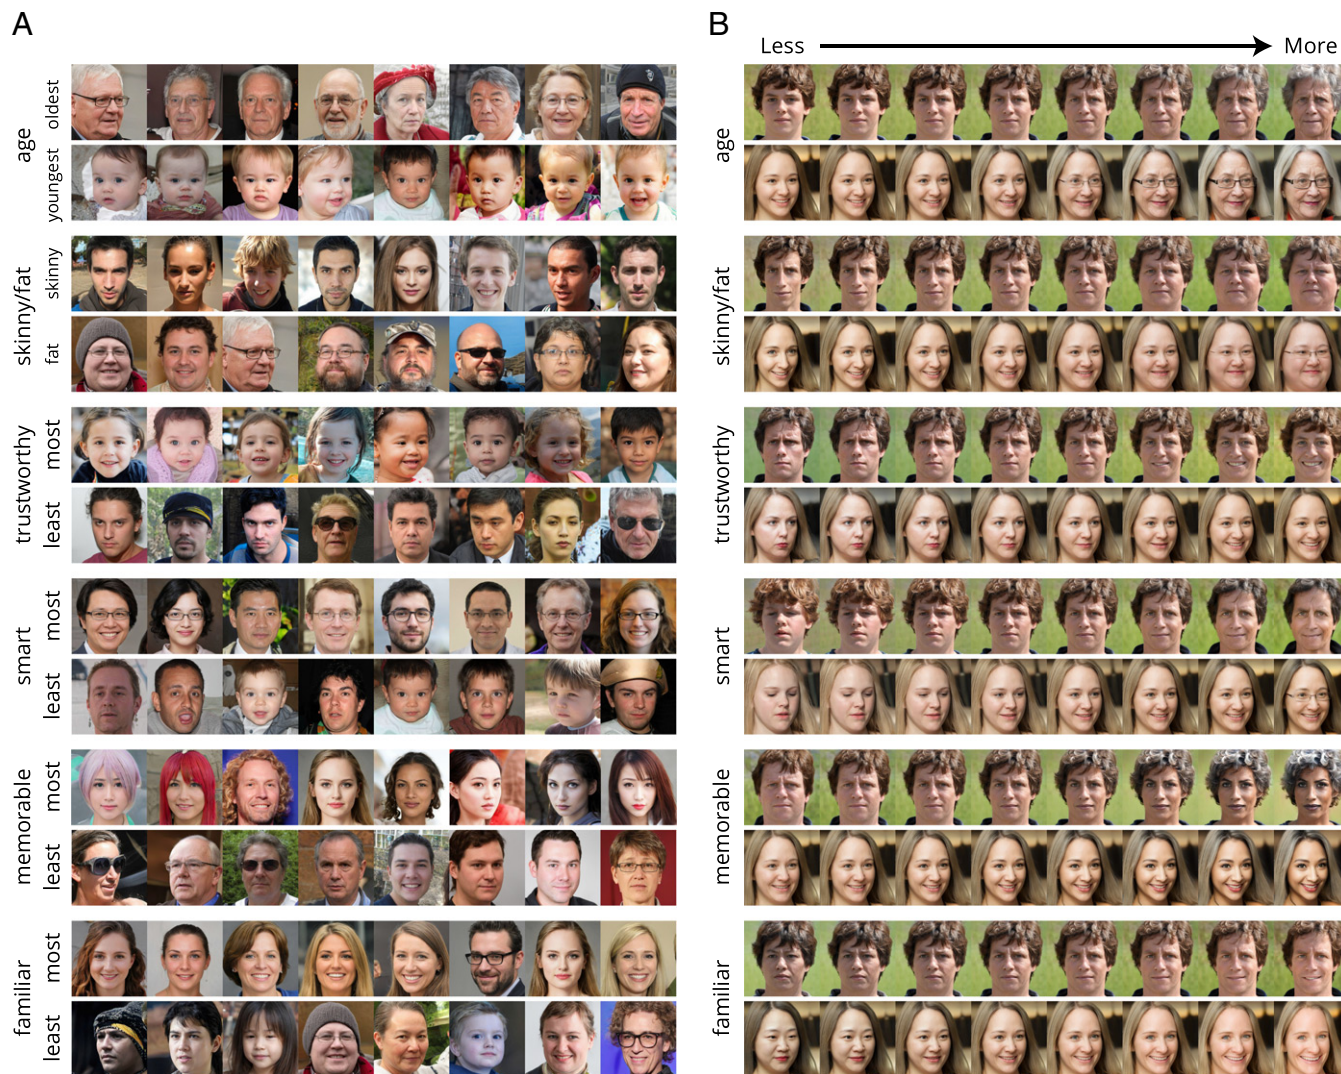 A
B
Less
More
age
oldest
youngest
age
skinny/fat
skinny
fat
skinny/fat
trustworthy
most
least
trustworthy
smart
most
least
smart
memorable
most
least
memorable
familiar
most
least
familiar